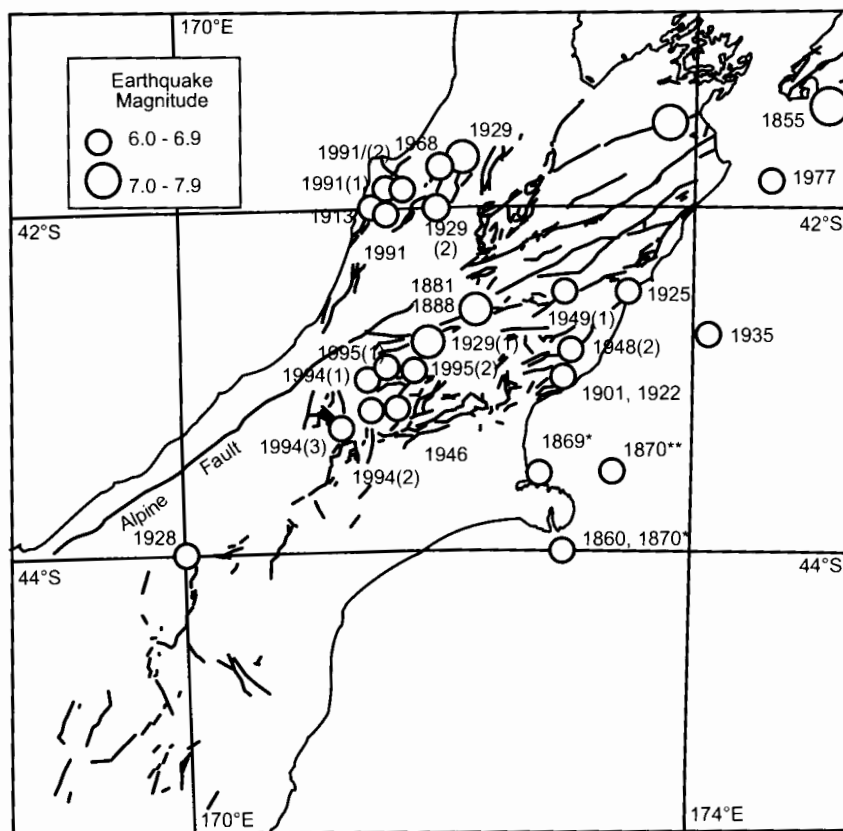 170°E
Earthquake
Magnitude
6.0 - 6.9
7.0 - 7.9
1855
1977
1929
1968
1991/(2)
1991(1)
1913
1929
(2)
1991
42°S
42°S
1881
1888
1925
1949(1)
1935
1948(2)
1929(1)
1995(1)
1995(2)
1994(1)
1901, 1922
1994(3)
1946
1994(2)
1869*
1870**
Fault
Alpine
1928
1860, 1870*
44°S
44°S
170°E
174°E